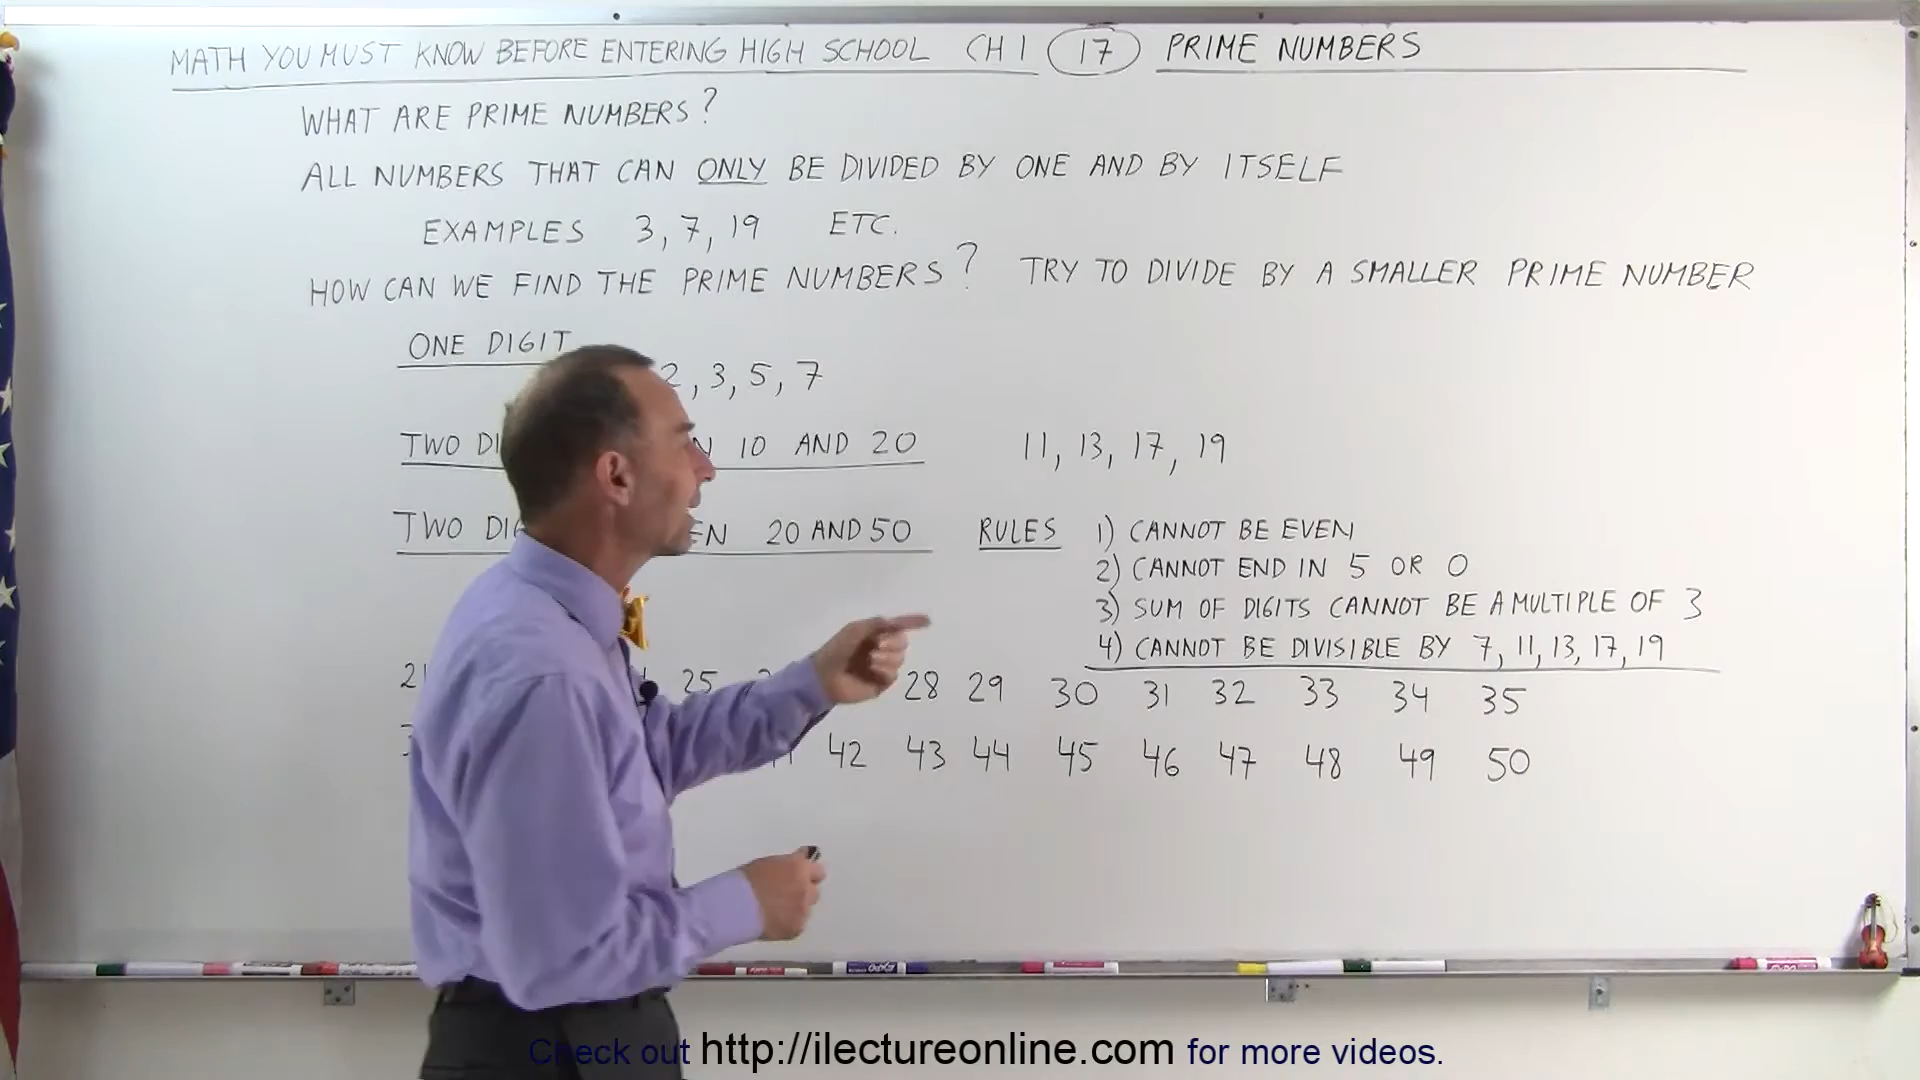 MATH YOU MUST KNOW BEFORE ENTERING HIGH SCHOOL CH 1 17 PRIME NUMBERS
WHAT ARE PRIME NUMBERS?
ALL NUMBERS THAT CAN ONLY BE DIVIDED BY ONE AND BY ITSELF
EXAMPLES 3, 7, 19 ETC.
HOW CAN WE FIND THE PRIME NUMBERS? TRY TO DIVIDE BY A SMALLER PRIME NUMBER
ONE DIGIT
2, 3, 5, 7
TWO 10 AND 20 11, 13, 17, 19
TWO 20 AND 50 RULES 1) CANNOT BE EVEN
2) CANNOT END IN 5 OR 0
3) SUM OF DIGITS CANNOT BE A MULTIPLE OF 3
4) CANNOT BE DIVISIBLE BY 7, 11, 13, 17, 19
21 25 28 29 30 31 32 33 34 35
42 43 44 45 46 47 48 49 50
Check out http://ilectureonline.com for more videos.